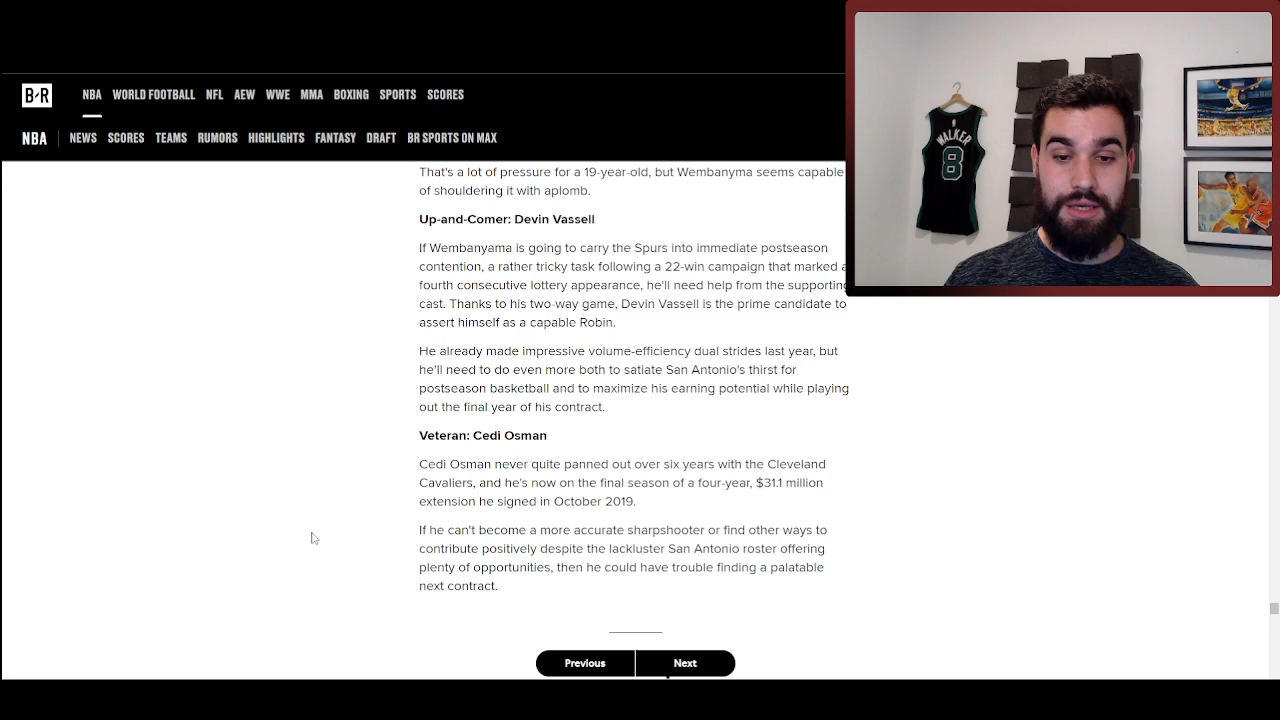 B/R
NBA WORLD FOOTBALL NFL AEW WWE MMA BOXING SPORTS SCORES
NBA NEWS SCORES TEAMS RUMORS HIGHLIGHTS FANTASY DRAFT BR SPORTS ON MAX
That's a lot of pressure for a 19-year-old, but Wembanyma seems capable
of shouldering it with aplomb.
Up-and-Comer: Devin Vassell
If Wembanyama is going to carry the Spurs into immediate postseason
contention, a rather tricky task following a 22-win campaign that marked a
fourth consecutive lottery appearance, he'll need help from the supporting
cast. Thanks to his two-way game, Devin Vassell is the prime candidate to
assert himself as a capable Robin.
He already made impressive volume-efficiency dual strides last year, but
he'll need to do even more both to satiate San Antonio's thirst for
postseason basketball and to maximize his earning potential while playing
out the final year of his contract.
Veteran: Cedi Osman
Cedi Osman never quite panned out over six years with the Cleveland
Cavaliers, and he's now on the final season of a four-year, $31.1 million
extension he signed in October 2019.
If he can't become a more accurate sharpshooter or find other ways to
contribute positively despite the lackluster San Antonio roster offering
plenty of opportunities, then he could have trouble finding a palatable
next contract.
Previous Next
WALKER
8